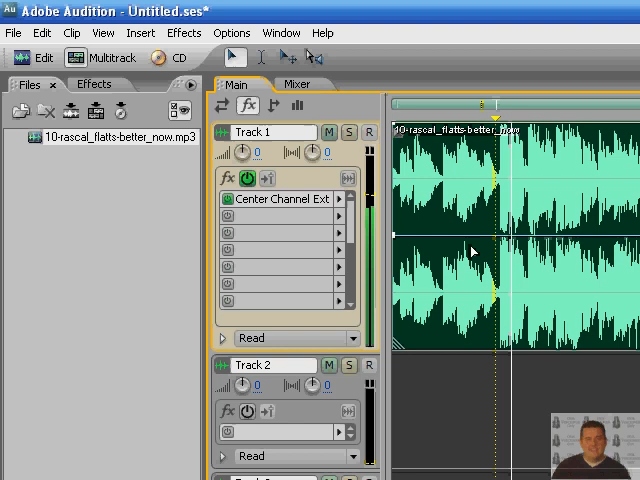 Au Adobe Audition - Untitled.ses*
File Edit Clip View Insert Effects Options Window Help
Edit Multitrack CD
Files x Effects
Main Mixer
fx
10-rascal_flatts-better_now.mp3
Track 1 M S R
10-rascal_flatts-better_now
0 0
fx
Center Channel Ext
Read
Track 2 M S R
0 0
fx
Read